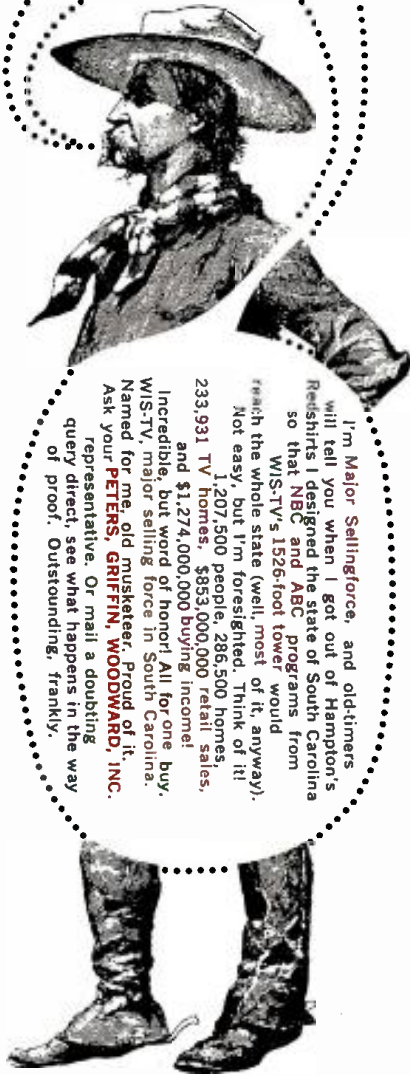 I'm Major Sellingforce, and old-timers
will tell you when I got out of Hampton's
Redshirts I designed the state of South Carolina
so that NBC and ABC programs from
WIS-TV's 1526-foot tower would
reach the whole state (well, most of it, anyway).
Not easy, but I'm foresighted. Think of it!
1,207,500 people, 286,500 homes,
233,931 TV homes, $853,000,000 retail sales,
and $1,274,000,000 buying income!
Incredible, but word of honor! All for one buy.
WIS-TV, major selling force in South Carolina.
Named for me, old musketeer. Proud of it.
Ask your PETERS, GRIFFIN, WOODWARD, INC.
representative. Or mail a doubting
query direct, see what happens in the way
of proof. Outstanding, frankly.